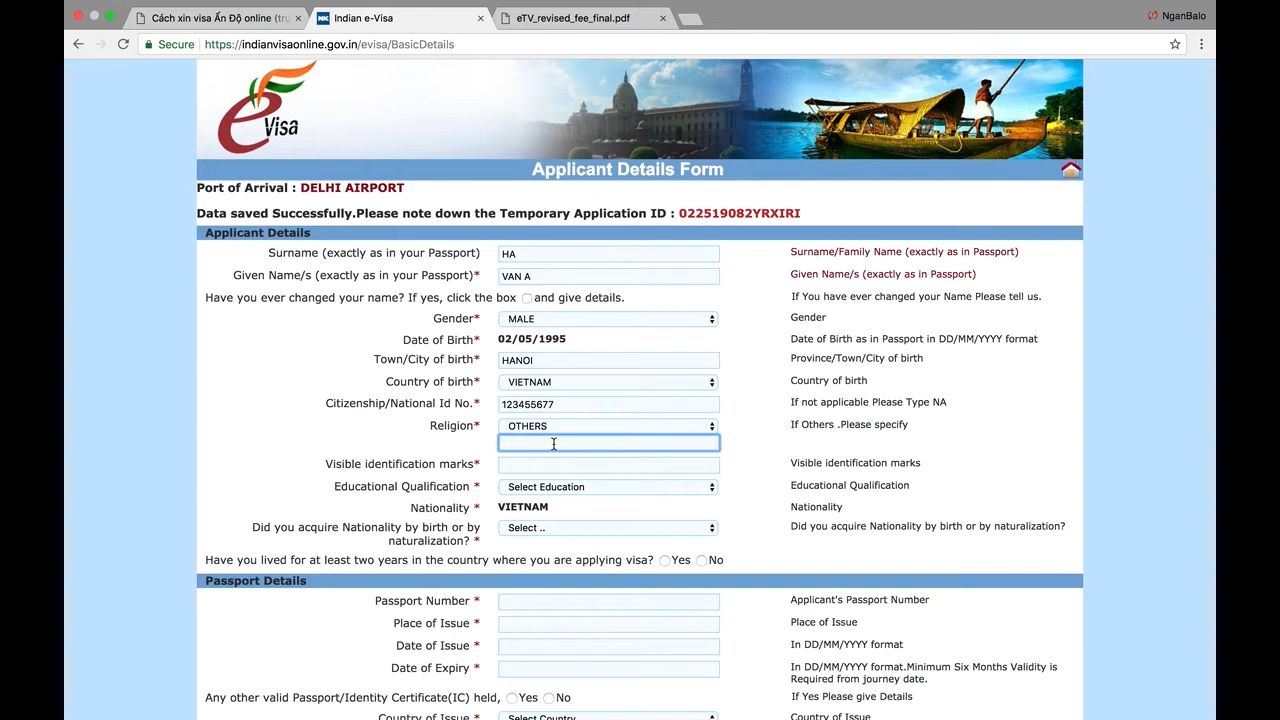 Cách xin visa Ấn Độ online (trự
Indian e-Visa
eTV_revised_fee_final.pdf
NganBalo
Secure
https://indianvisaonline.gov.in/evisa/BasicDetails
e Visa
Applicant Details Form
Port of Arrival : DELHI AIRPORT
Data saved Successfully.Please note down the Temporary Application ID : 022519082YRXIRI
Applicant Details
Surname (exactly as in your Passport) HA Surname/Family Name (exactly as in Passport)
Given Name/s (exactly as in your Passport)* VAN A Given Name/s (exactly as in Passport)
Have you ever changed your name? If yes, click the box and give details. If You have ever changed your Name Please tell us.
Gender* MALE Gender
Date of Birth* 02/05/1995 Date of Birth as in Passport in DD/MM/YYYY format
Town/City of birth* HANOI Province/Town/City of birth
Country of birth* VIETNAM Country of birth
Citizenship/National Id No.* 123455677 If not applicable Please Type NA
Religion* OTHERS If Others .Please specify
Visible identification marks* Visible identification marks
Educational Qualification * Select Education Educational Qualification
Nationality * VIETNAM Nationality
Did you acquire Nationality by birth or by Select .. Did you acquire Nationality by birth or by naturalization?
naturalization? *
Have you lived for at least two years in the country where you are applying visa? Yes No
Passport Details
Passport Number * Applicant's Passport Number
Place of Issue * Place of Issue
Date of Issue * In DD/MM/YYYY format
Date of Expiry * In DD/MM/YYYY format.Minimum Six Months Validity is
Required from journey date.
Any other valid Passport/Identity Certificate(IC) held, Yes No If Yes Please give Details
Country of Issue Select Country Country of Issue